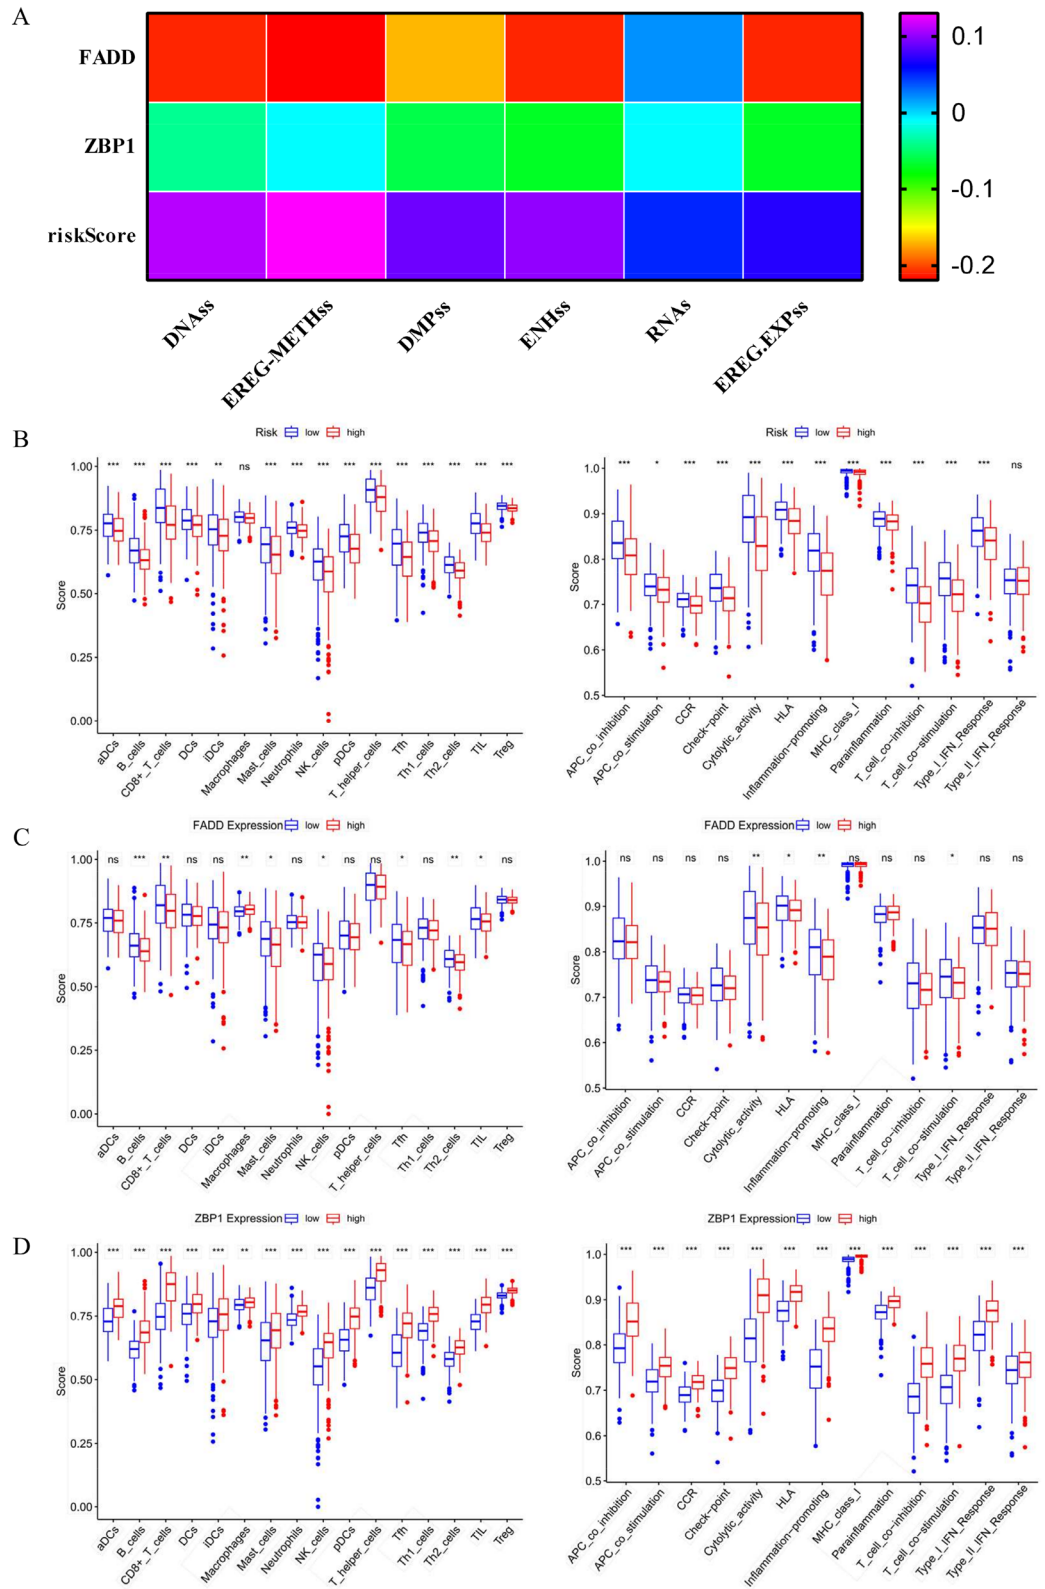 A
FADD
ZBP1
riskScore
0.1
0
-0.1
-0.2
DNAss
EREG-METHss
DMPss
ENHss
RNAs
EREG.EXPss
B
Risk low high
*** *** *** *** ** ns *** *** *** *** *** *** *** *** *** ***
1.00
0.75
0.50
0.25
0.00
Score
aDCs
B_cells
CD8+_T_cells
DCs
iDCs
Macrophages
Mast_cells
Neutrophils
NK_cells
pDCs
T_helper_cells
Tfh
Th1_cells
Th2_cells
TIL
Treg
Risk low high
*** * *** *** *** *** *** *** *** *** *** *** ns
1.0
0.9
0.8
0.7
0.6
0.5
Score
APC_co_inhibition
APC_co_stimulation
CCR
Check-point
Cytolytic_activity
HLA
Inflammation-promoting
MHC_class_I
Parainflammation
T_cell_co-inhibition
T_cell_co-stimulation
Type_I_IFN_Response
Type_II_IFN_Response
C
FADD Expression low high
ns *** ** ns ns ** * ns * ns ns * ns ** * ns
1.00
0.75
0.50
0.25
0.00
Score
aDCs
B_cells
CD8+_T_cells
DCs
iDCs
Macrophages
Mast_cells
Neutrophils
NK_cells
pDCs
T_helper_cells
Tfh
Th1_cells
Th2_cells
TIL
Treg
FADD Expression low high
ns ns ns ns ** * ** ns ns ns * ns ns
1.0
0.9
0.8
0.7
0.6
0.5
Score
APC_co_inhibition
APC_co_stimulation
CCR
Check-point
Cytolytic_activity
HLA
Inflammation-promoting
MHC_class_I
Parainflammation
T_cell_co-inhibition
T_cell_co-stimulation
Type_I_IFN_Response
Type_II_IFN_Response
D
ZBP1 Expression low high
*** *** *** *** *** ** *** *** *** *** *** *** *** *** *** ***
1.00
0.75
0.50
0.25
0.00
Score
aDCs
B_cells
CD8+_T_cells
DCs
iDCs
Macrophages
Mast_cells
Neutrophils
NK_cells
pDCs
T_helper_cells
Tfh
Th1_cells
Th2_cells
TIL
Treg
ZBP1 Expression low high
*** *** *** *** *** *** *** *** *** *** *** *** ***
1.0
0.9
0.8
0.7
0.6
0.5
Score
APC_co_inhibition
APC_co_stimulation
CCR
Check-point
Cytolytic_activity
HLA
Inflammation-promoting
MHC_class_I
Parainflammation
T_cell_co-inhibition
T_cell_co-stimulation
Type_I_IFN_Response
Type_II_IFN_Response